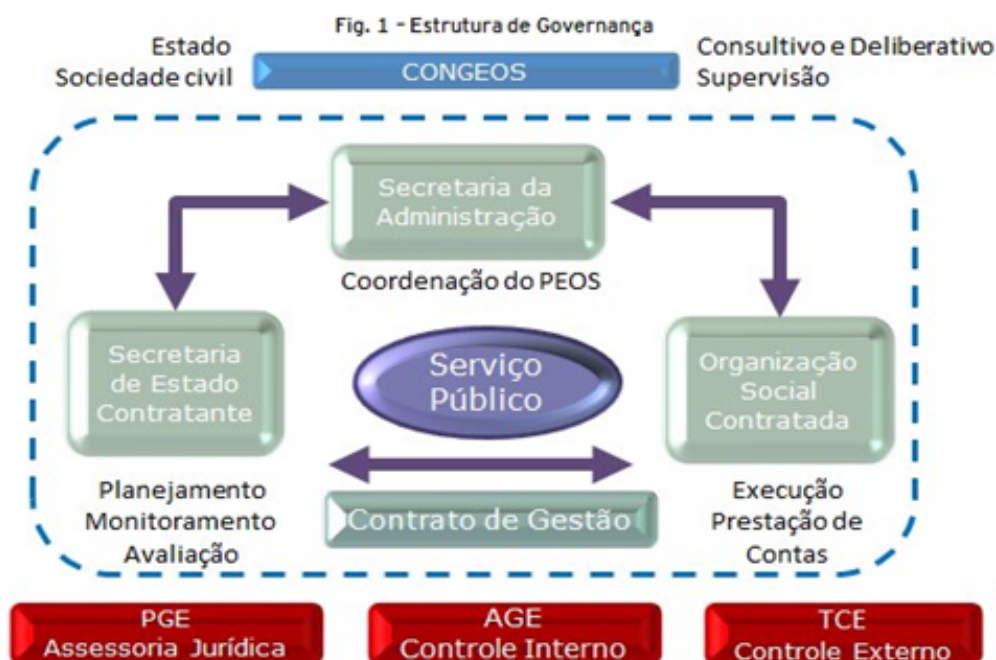 Fig. 1 - Estrutura de Governança
Estado
Sociedade civil
CONGEOS
Consultivo e Deliberativo
Supervisão
Secretaria da
Administração
Coordenação do PEOS
Secretaria
de Estado
Contratante
Serviço
Público
Organização
Social
Contratada
Planejamento
Monitoramento
Avaliação
Contrato de Gestão
Execução
Prestação de
Contas
PGE
Assessoria Jurídica
AGE
Controle Interno
TCE
Controle Externo